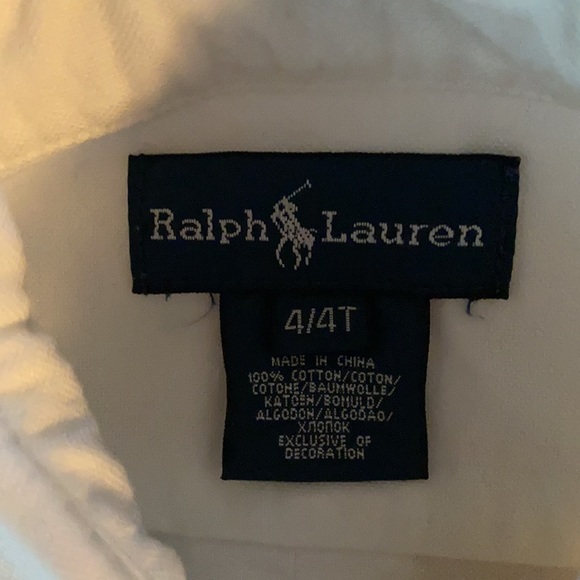 Ralph Lauren
4/4T
MADE IN CHINA
100% COTTON/COTON/
COTONE/BAUMWOLLE/
KATOEN/BOMULD/
ALGODON/ALGODAO/
ХЛОПОК
EXCLUSIVE OF
DECORATION